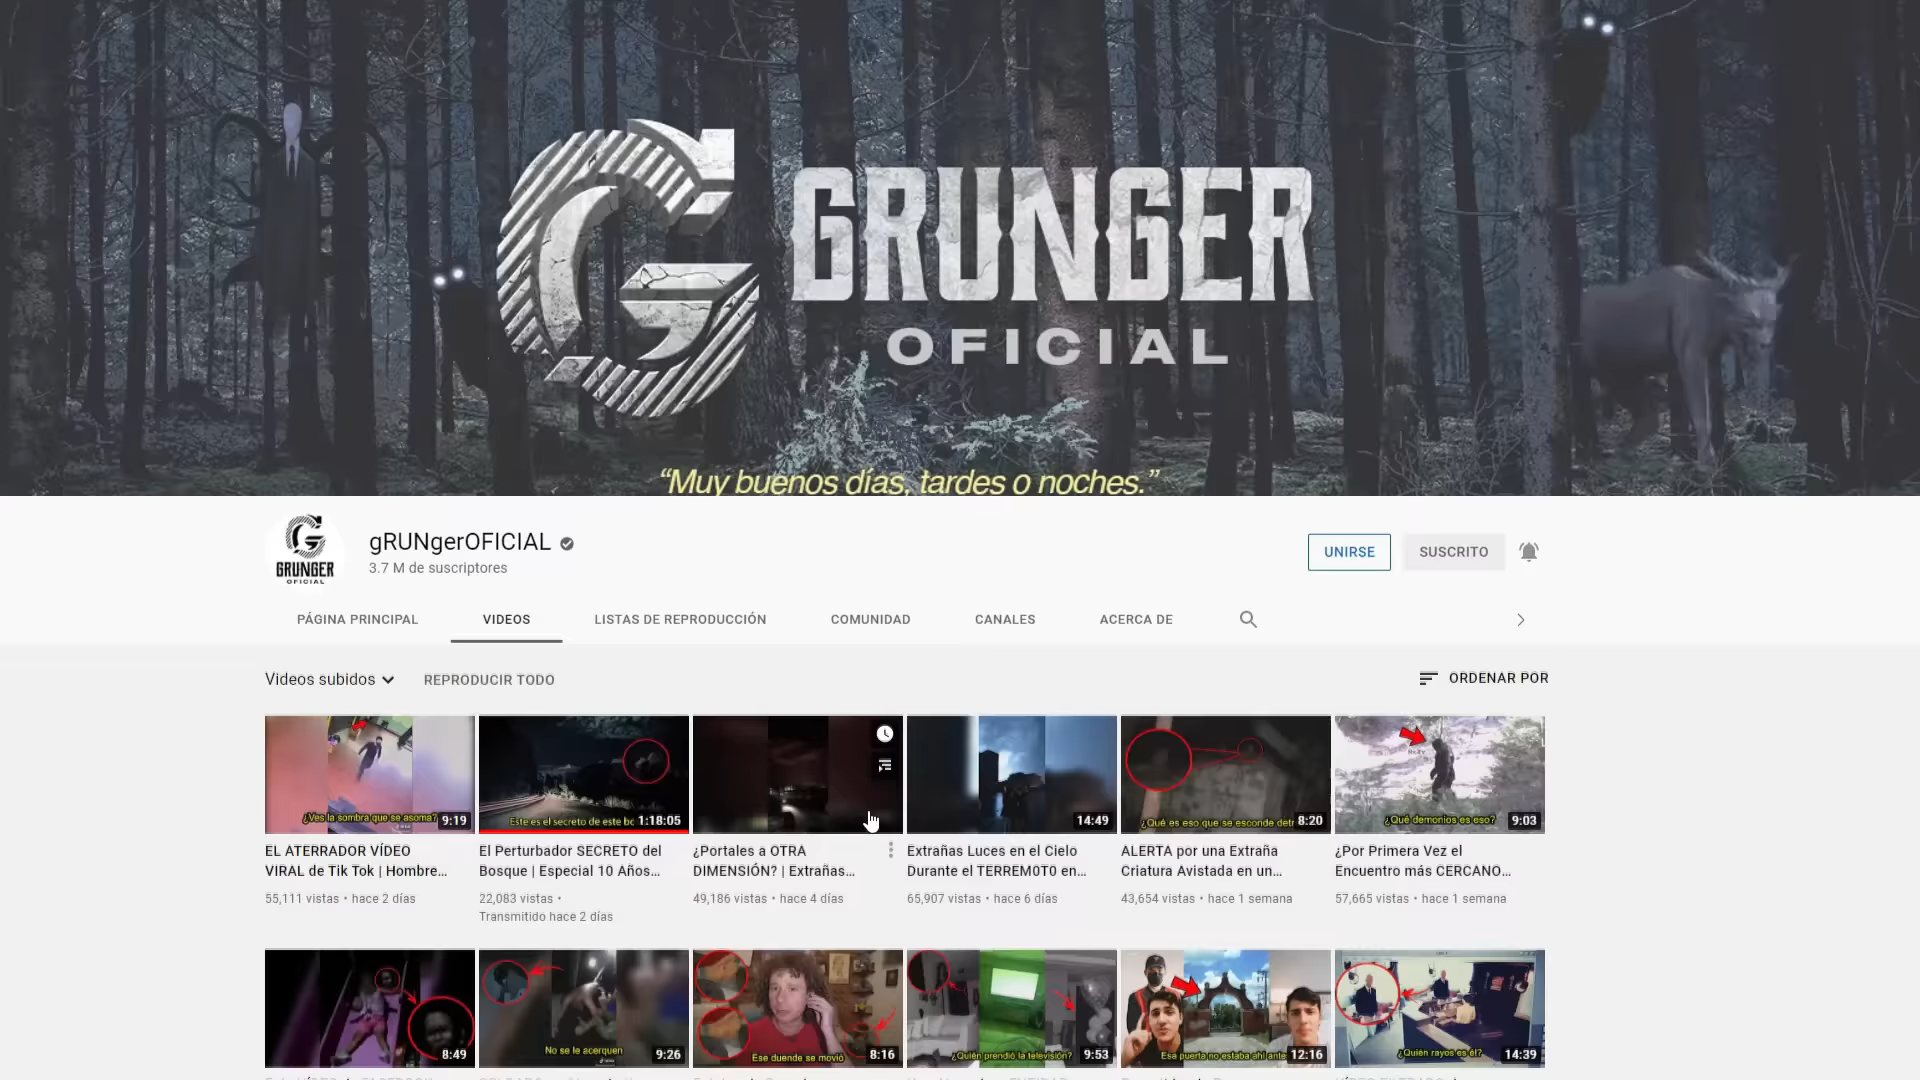 GRUNGER
OFICIAL
“Muy buenos días, tardes o noches.”
GRUNGER
OFICIAL
gRUNgerOFICIAL
3.7 M de suscriptores
UNIRSE
SUSCRITO
PÁGINA PRINCIPAL
VIDEOS
LISTAS DE REPRODUCCIÓN
COMUNIDAD
CANALES
ACERCA DE
Videos subidos
REPRODUCIR TODO
ORDENAR POR
¿Ves la sombra que se asoma?
9:19
EL ATERRADOR VÍDEO
VIRAL de Tik Tok | Hombre...
55,111 vistas • hace 2 días
Este es el secreto de este bo
1:18:05
El Perturbador SECRETO del
Bosque | Especial 10 Años...
22,083 vistas •
Transmitido hace 2 días
¿Portales a OTRA
DIMENSIÓN? | Extrañas...
49,186 vistas • hace 4 días
14:49
Extrañas Luces en el Cielo
Durante el TERREM0T0 en...
65,907 vistas • hace 6 días
¿Qué es eso que se esconde detr
8:20
ALERTA por una Extraña
Criatura Avistada en un...
43,654 vistas • hace 1 semana
¿Qué demonios es eso?
9:03
¿Por Primera Vez el
Encuentro más CERCANO...
57,665 vistas • hace 1 semana
8:49
No se le acerquen
9:26
Ese duende se movió
8:16
¿Quién prendió la televisión?
9:53
Esa puerta no estaba ahí ante
12:16
¿Quién rayos es él?
14:39